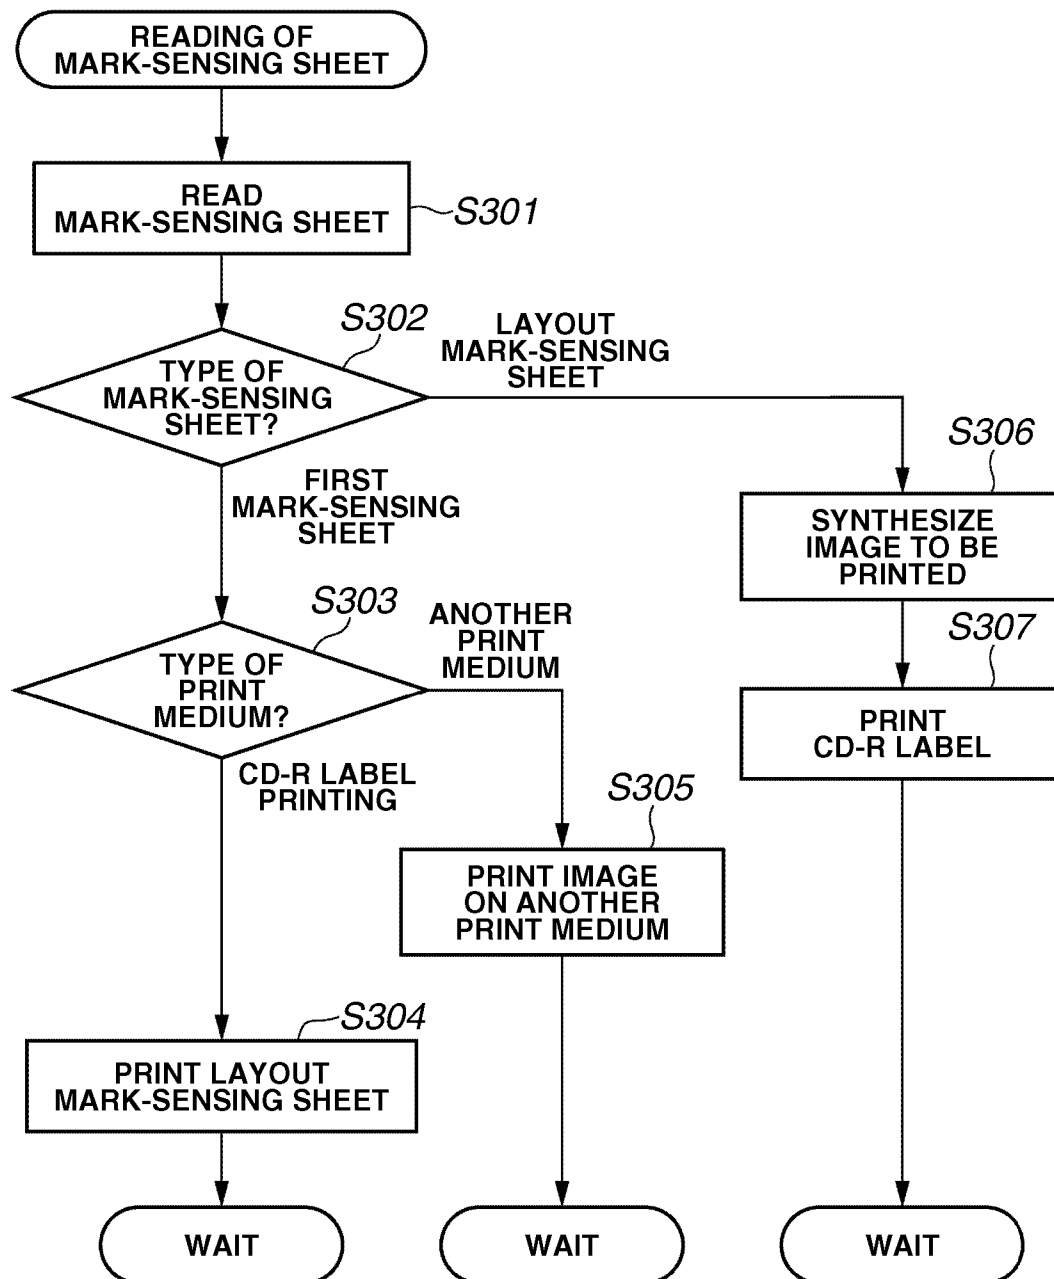 READING OF
MARK-SENSING SHEET
READ
MARK-SENSING SHEET
S301
S302
TYPE OF
MARK-SENSING
SHEET?
LAYOUT
MARK-SENSING
SHEET
FIRST
MARK-SENSING
SHEET
S306
SYNTHESIZE
IMAGE TO BE
PRINTED
S303
TYPE OF
PRINT
MEDIUM?
ANOTHER
PRINT
MEDIUM
S307
PRINT
CD-R LABEL
CD-R LABEL
PRINTING
S305
PRINT IMAGE
ON ANOTHER
PRINT MEDIUM
S304
PRINT LAYOUT
MARK-SENSING SHEET
WAIT
WAIT
WAIT